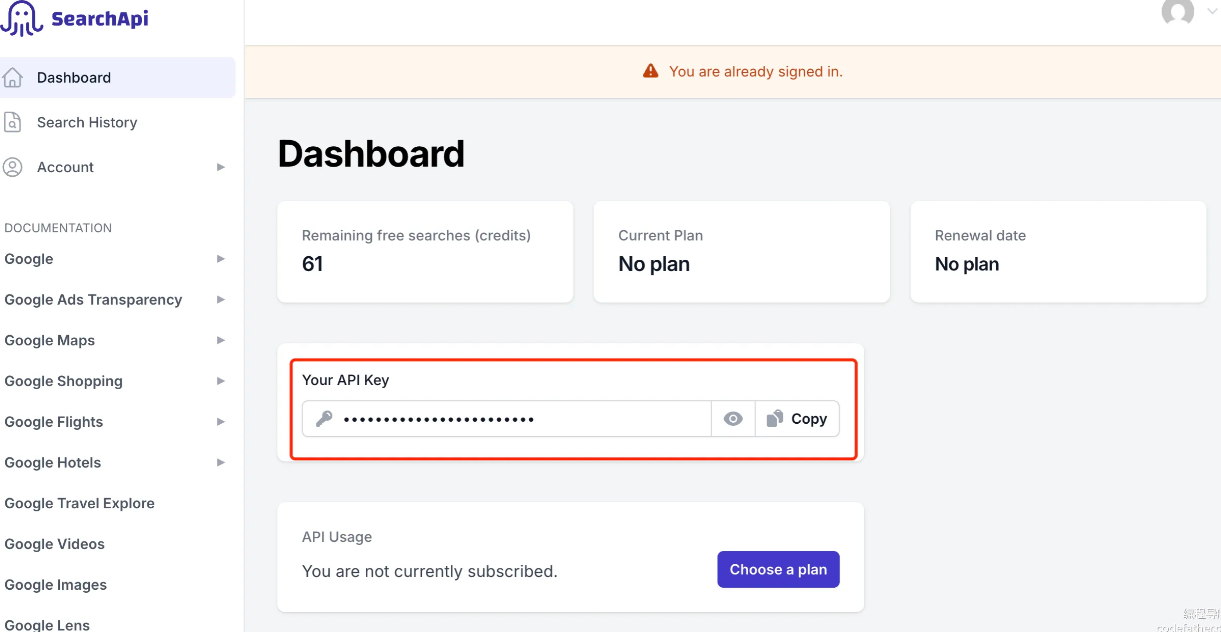 SearchApi
Dashboard
Search History
Account
DOCUMENTATION
Google
Google Ads Transparency
Google Maps
Google Shopping
Google Flights
Google Hotels
Google Travel Explore
Google Videos
Google Images
Google Lens
You are already signed in.
Dashboard
Remaining free searches (credits)
61
Current Plan
No plan
Renewal date
No plan
Your API Key
••••••••••••••••••••••••
Copy
API Usage
You are not currently subscribed.
Choose a plan